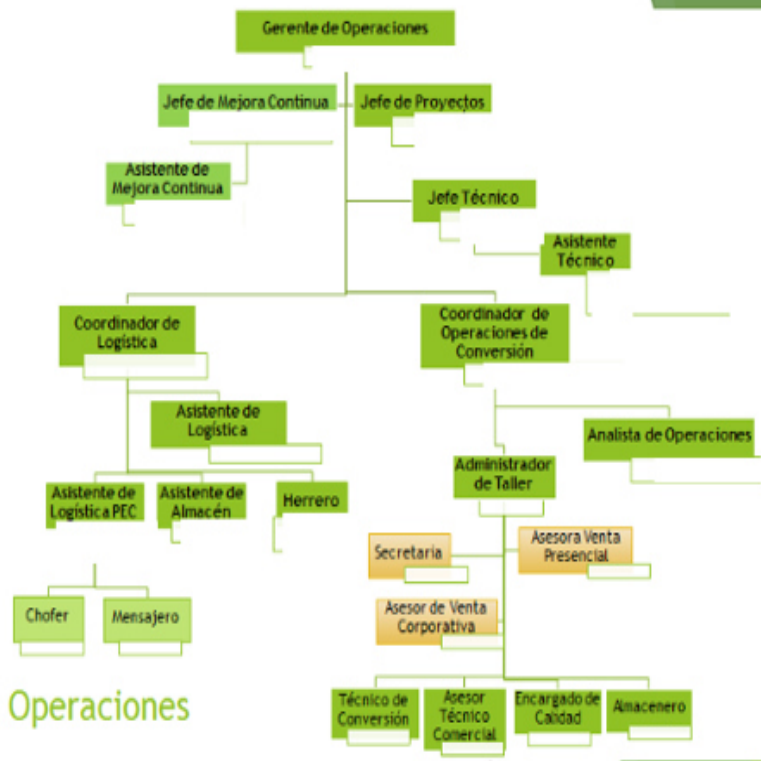 Gerente de Operaciones
Jefe de Mejora Continua
Jefe de Proyectos
Asistente de
Mejora Continua
Jefe Técnico
Asistente
Técnico
Coordinador de
Logística
Coordinador de
Operaciones de
Conversión
Asistente de
Logística
Analista de Operaciones
Administrador
de Taller
Asistente de
Logística PEC
Asistente de
Almacén
Herrero
Secretaria
Asesora Venta
Presencial
Chofer
Mensajero
Asesor de Venta
Corporativa
Operaciones
Técnico de
Conversión
Asesor
Técnico
Comercial
Encargado de
Calidad
Almacenero